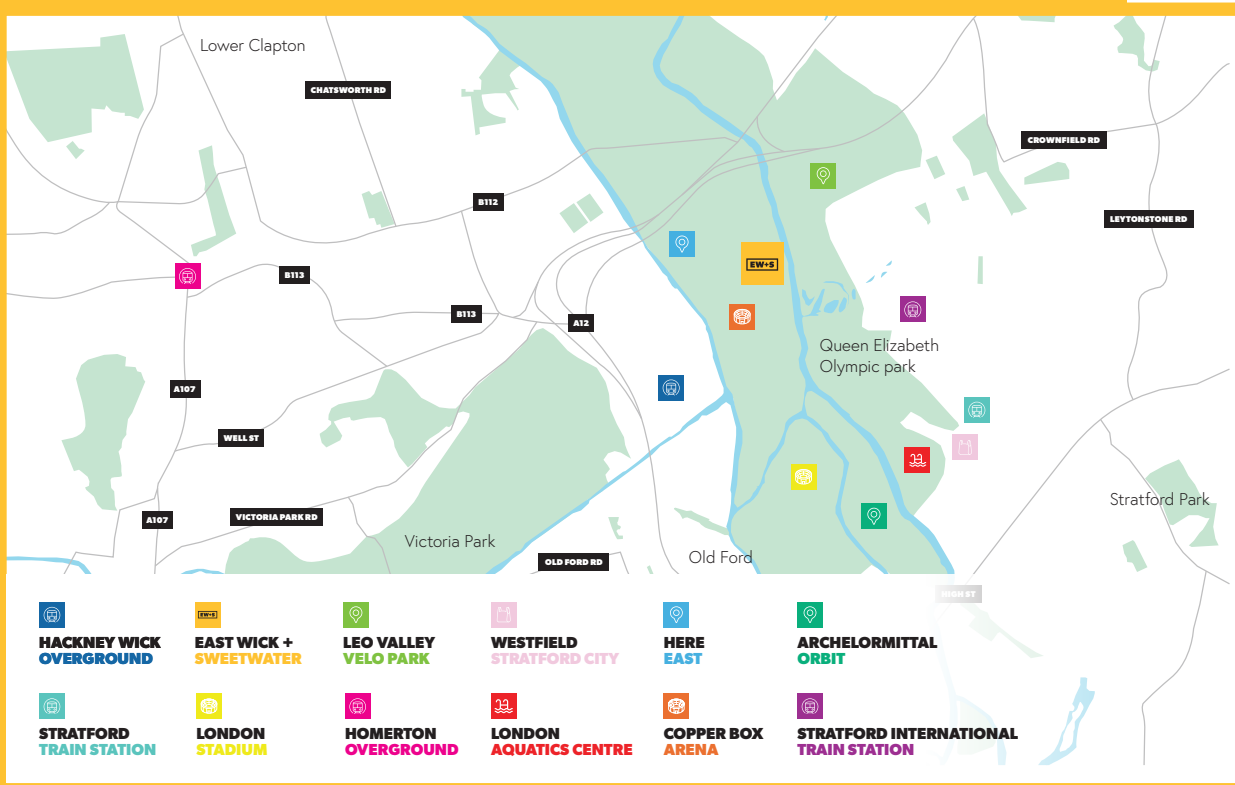 Lower Clapton
CHATSWORTH RD
CROWNFIELD RD
B112
LEYTONSTONE RD
EW+S
B113
B113
A12
Queen Elizabeth
Olympic park
A107
WELL ST
Stratford Park
A107
VICTORIA PARK RD
Victoria Park
OLD FORD RD
Old Ford
HIGH ST
EW+S
HACKNEY WICK
OVERGROUND
EAST WICK +
SWEETWATER
LEO VALLEY
VELO PARK
WESTFIELD
STRATFORD CITY
HERE
EAST
ARCHELORMITTAL
ORBIT
STRATFORD
TRAIN STATION
LONDON
STADIUM
HOMERTON
OVERGROUND
LONDON
AQUATICS CENTRE
COPPER BOX
ARENA
STRATFORD INTERNATIONAL
TRAIN STATION